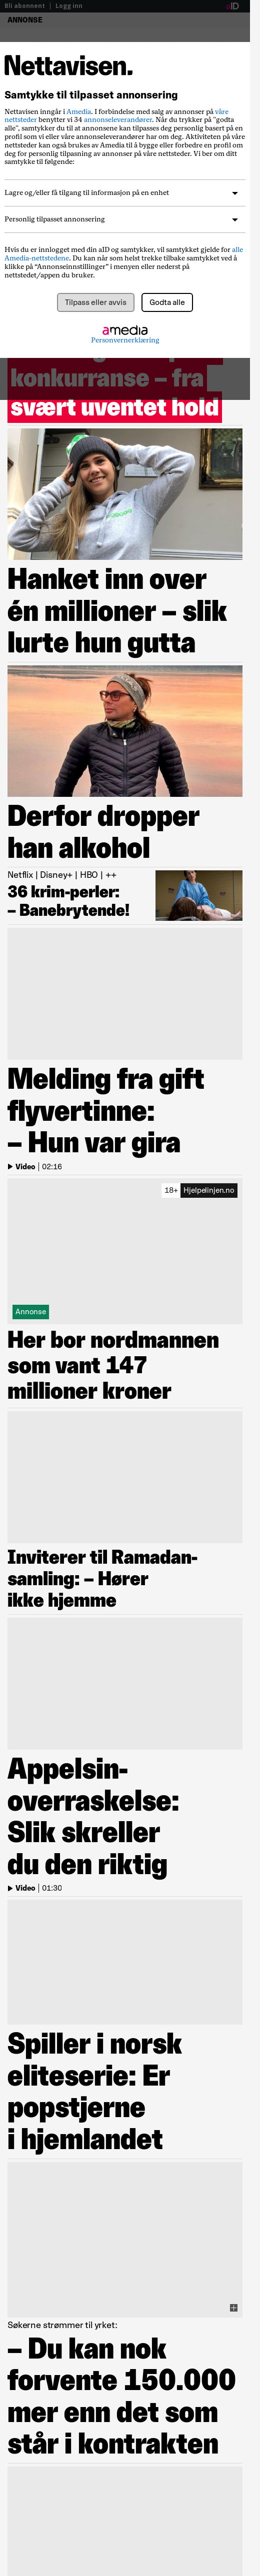 Bli abonnent | Logg inn
aID
ANNONSE
Nettavisen.
Samtykke til tilpasset annonsering
Nettavisen inngår i Amedia. I forbindelse med salg av annonser på våre
nettsteder benytter vi 34 annonseleverandører. Når du trykker på "godta
alle", samtykker du til at annonsene kan tilpasses deg personlig basert på en
profil som vi eller våre annonseleverandører har om deg. Aktiviteten på våre
nettsteder kan også brukes av Amedia til å bygge eller forbedre en profil om
deg for personlig tilpasning av annonser på våre nettsteder. Vi ber om ditt
samtykke til følgende:
Lagre og/eller få tilgang til informasjon på en enhet
Personlig tilpasset annonsering
Hvis du er innlogget med din aID og samtykker, vil samtykket gjelde for alle
Amedia-nettstedene. Du kan når som helst trekke tilbake samtykket ved å
klikke på “Annonseinnstillinger” i menyen eller nederst på
nettstedet/appen du bruker.
Tilpass eller avvis
Godta alle
amedia
Personvernerklæring
konkurranse – fra
svært uventet hold
Hanket inn over
én millioner – slik
lurte hun gutta
Derfor dropper
han alkohol
Netflix | Disney+ | HBO | ++
36 krim-perler:
– Banebrytende!
Melding fra gift
flyvertinne:
– Hun var gira
Video | 02:16
18+ Hjelpelinjen.no
Annonse
Her bor nordmannen
som vant 147
millioner kroner
Inviterer til Ramadan-
samling: – Hører
ikke hjemme
Appelsin-
overraskelse:
Slik skreller
du den riktig
Video | 01:30
Spiller i norsk
eliteserie: Er
popstjerne
i hjemlandet
Søkerne strømmer til yrket:
– Du kan nok
forvente 150.000
mer enn det som
står i kontrakten